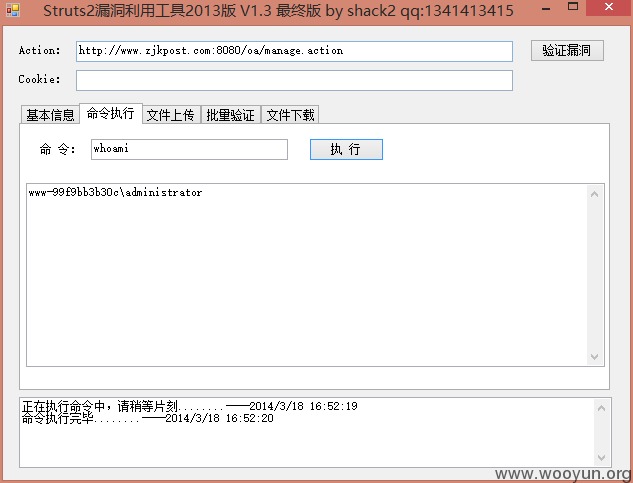 Struts2漏洞利用工具2013版 V1.3 最终版 by shack2 qq:1341413415
Action: http://www.zjkpost.com:8080/oa/manage.action 验证漏洞
Cookie:
基本信息 命令执行 文件上传 批量验证 文件下载
命 令: whoami 执 行
www-99f9bb3b30c\administrator
正在执行命令中，请稍等片刻........——2014/3/18 16:52:19
命令执行完毕........——2014/3/18 16:52:20
www.wooyun.org